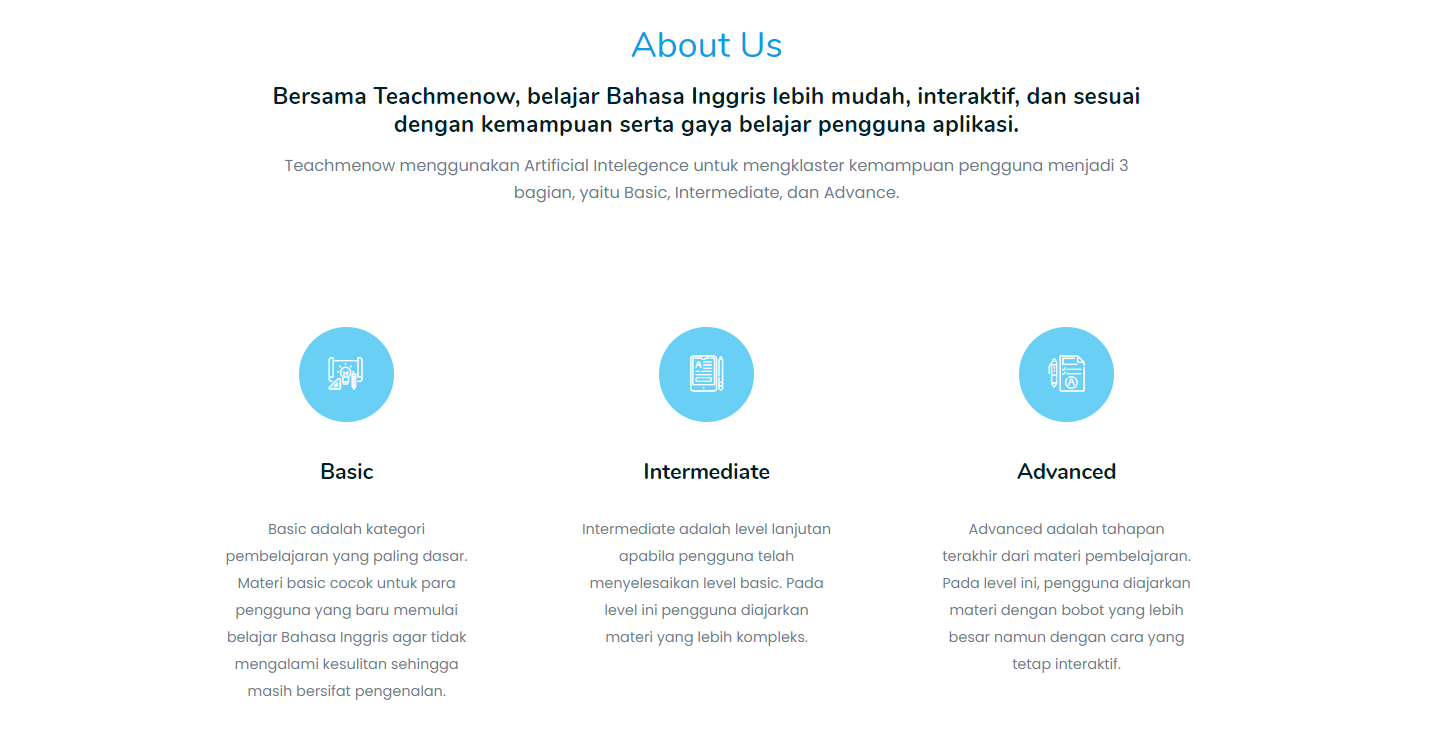 About Us
Bersama Teachmenow, belajar Bahasa Inggris lebih mudah, interaktif, dan sesuai
dengan kemampuan serta gaya belajar pengguna aplikasi.
Teachmenow menggunakan Artificial Intelegence untuk mengklaster kemampuan pengguna menjadi 3
bagian, yaitu Basic, Intermediate, dan Advance.
Basic
Basic adalah kategori
pembelajaran yang paling dasar.
Materi basic cocok untuk para
pengguna yang baru memulai
belajar Bahasa Inggris agar tidak
mengalami kesulitan sehingga
masih bersifat pengenalan.
Intermediate
Intermediate adalah level lanjutan
apabila pengguna telah
menyelesaikan level basic. Pada
level ini pengguna diajarkan
materi yang lebih kompleks.
Advanced
Advanced adalah tahapan
terakhir dari materi pembelajaran.
Pada level ini, pengguna diajarkan
materi dengan bobot yang lebih
besar namun dengan cara yang
tetap interaktif.